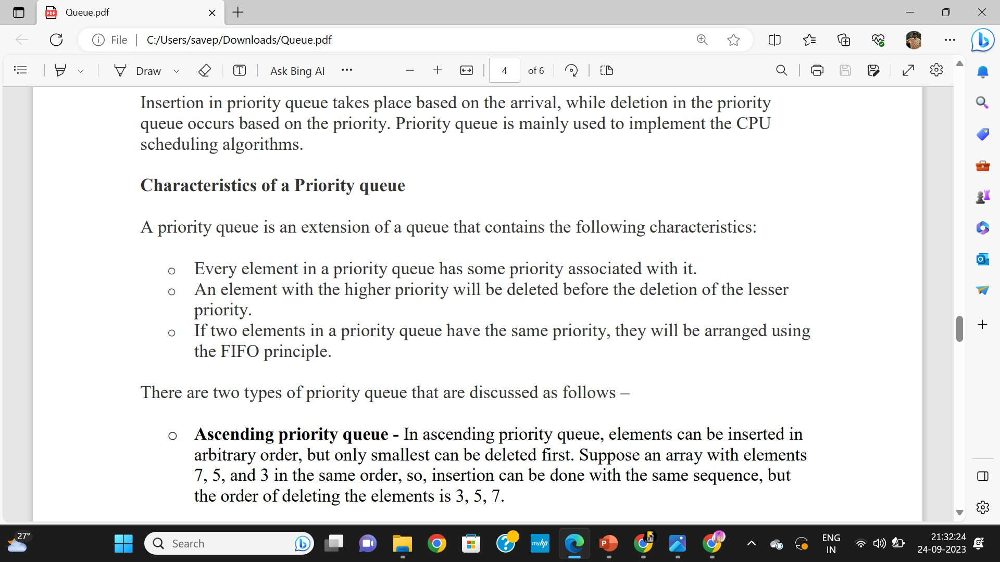 Queue.pdf
File
C:/Users/savep/Downloads/Queue.pdf
Draw
Ask Bing AI
4
of 6
Insertion in priority queue takes place based on the arrival, while deletion in the priority
queue occurs based on the priority. Priority queue is mainly used to implement the CPU
scheduling algorithms.
Characteristics of a Priority queue
A priority queue is an extension of a queue that contains the following characteristics:
Every element in a priority queue has some priority associated with it.
An element with the higher priority will be deleted before the deletion of the lesser
priority.
If two elements in a priority queue have the same priority, they will be arranged using
the FIFO principle.
There are two types of priority queue that are discussed as follows –
Ascending priority queue - In ascending priority queue, elements can be inserted in
arbitrary order, but only smallest can be deleted first. Suppose an array with elements
7, 5, and 3 in the same order, so, insertion can be done with the same sequence, but
the order of deleting the elements is 3, 5, 7.
27°
Search
myhp
ENG
IN
21:32:24
24-09-2023